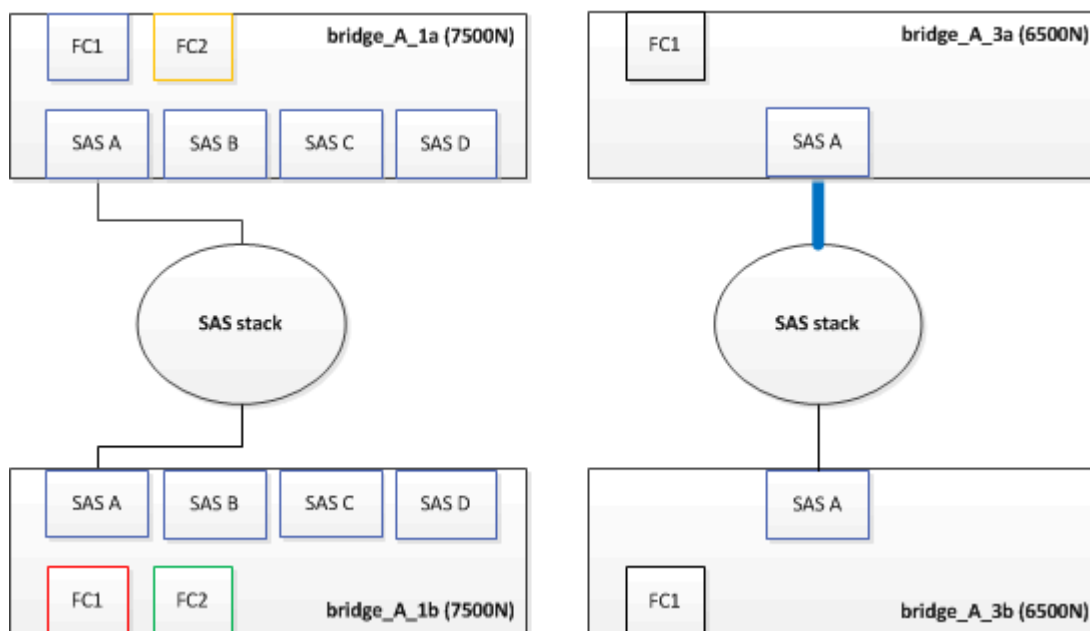 FC1
FC2
bridge_A_1a (7500N)
SAS A
SAS B
SAS C
SAS D
SAS stack
SAS A
SAS B
SAS C
SAS D
FC1
FC2
bridge_A_1b (7500N)
FC1
bridge_A_3a (6500N)
SAS A
SAS stack
SAS A
FC1
bridge_A_3b (6500N)